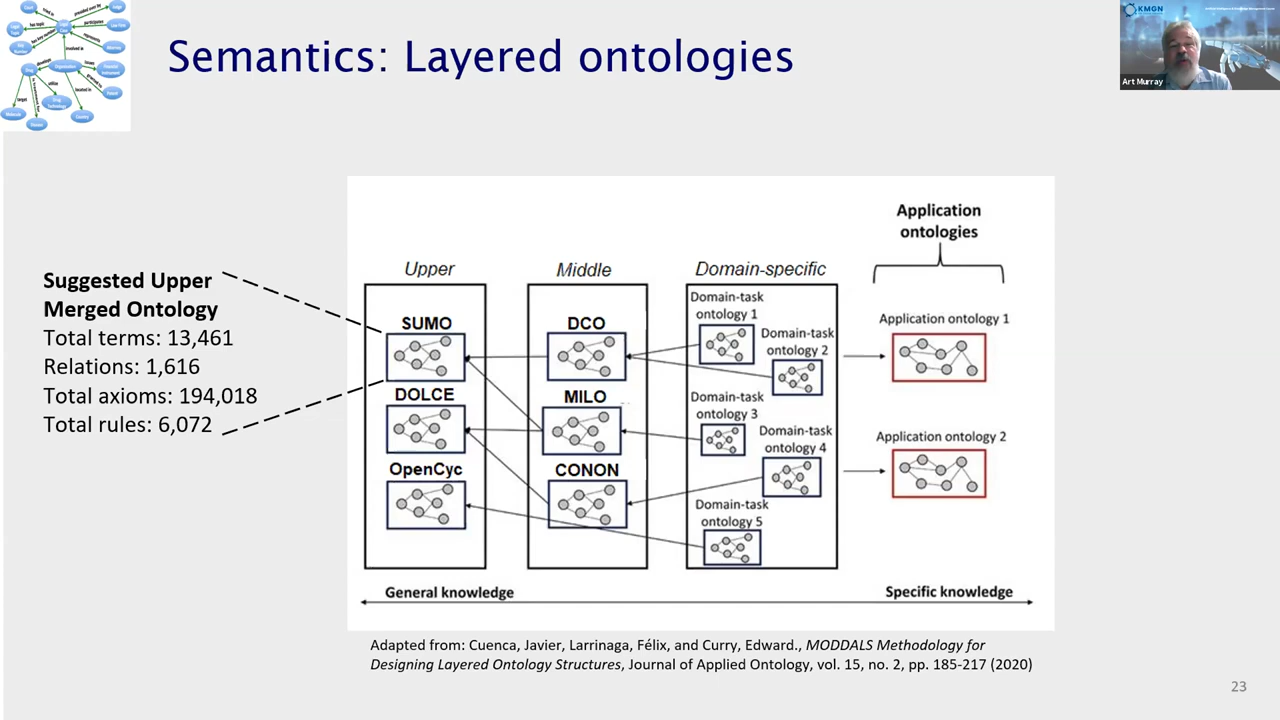 Semantics: Layered ontologies
KMGN
Art Murray
Suggested Upper
Merged Ontology
Total terms: 13,461
Relations: 1,616
Total axioms: 194,018
Total rules: 6,072
Application
ontologies
Upper
Middle
Domain-specific
SUMO
DOLCE
OpenCyc
DCO
MILO
CONON
Domain-task
ontology 1
Domain-task
ontology 2
Domain-task
ontology 3
Domain-task
ontology 4
Domain-task
ontology 5
Application ontology 1
Application ontology 2
General knowledge
Specific knowledge
Adapted from: Cuenca, Javier, Larrinaga, Félix, and Curry, Edward., MODDALS Methodology for
Designing Layered Ontology Structures, Journal of Applied Ontology, vol. 15, no. 2, pp. 185-217 (2020)
23